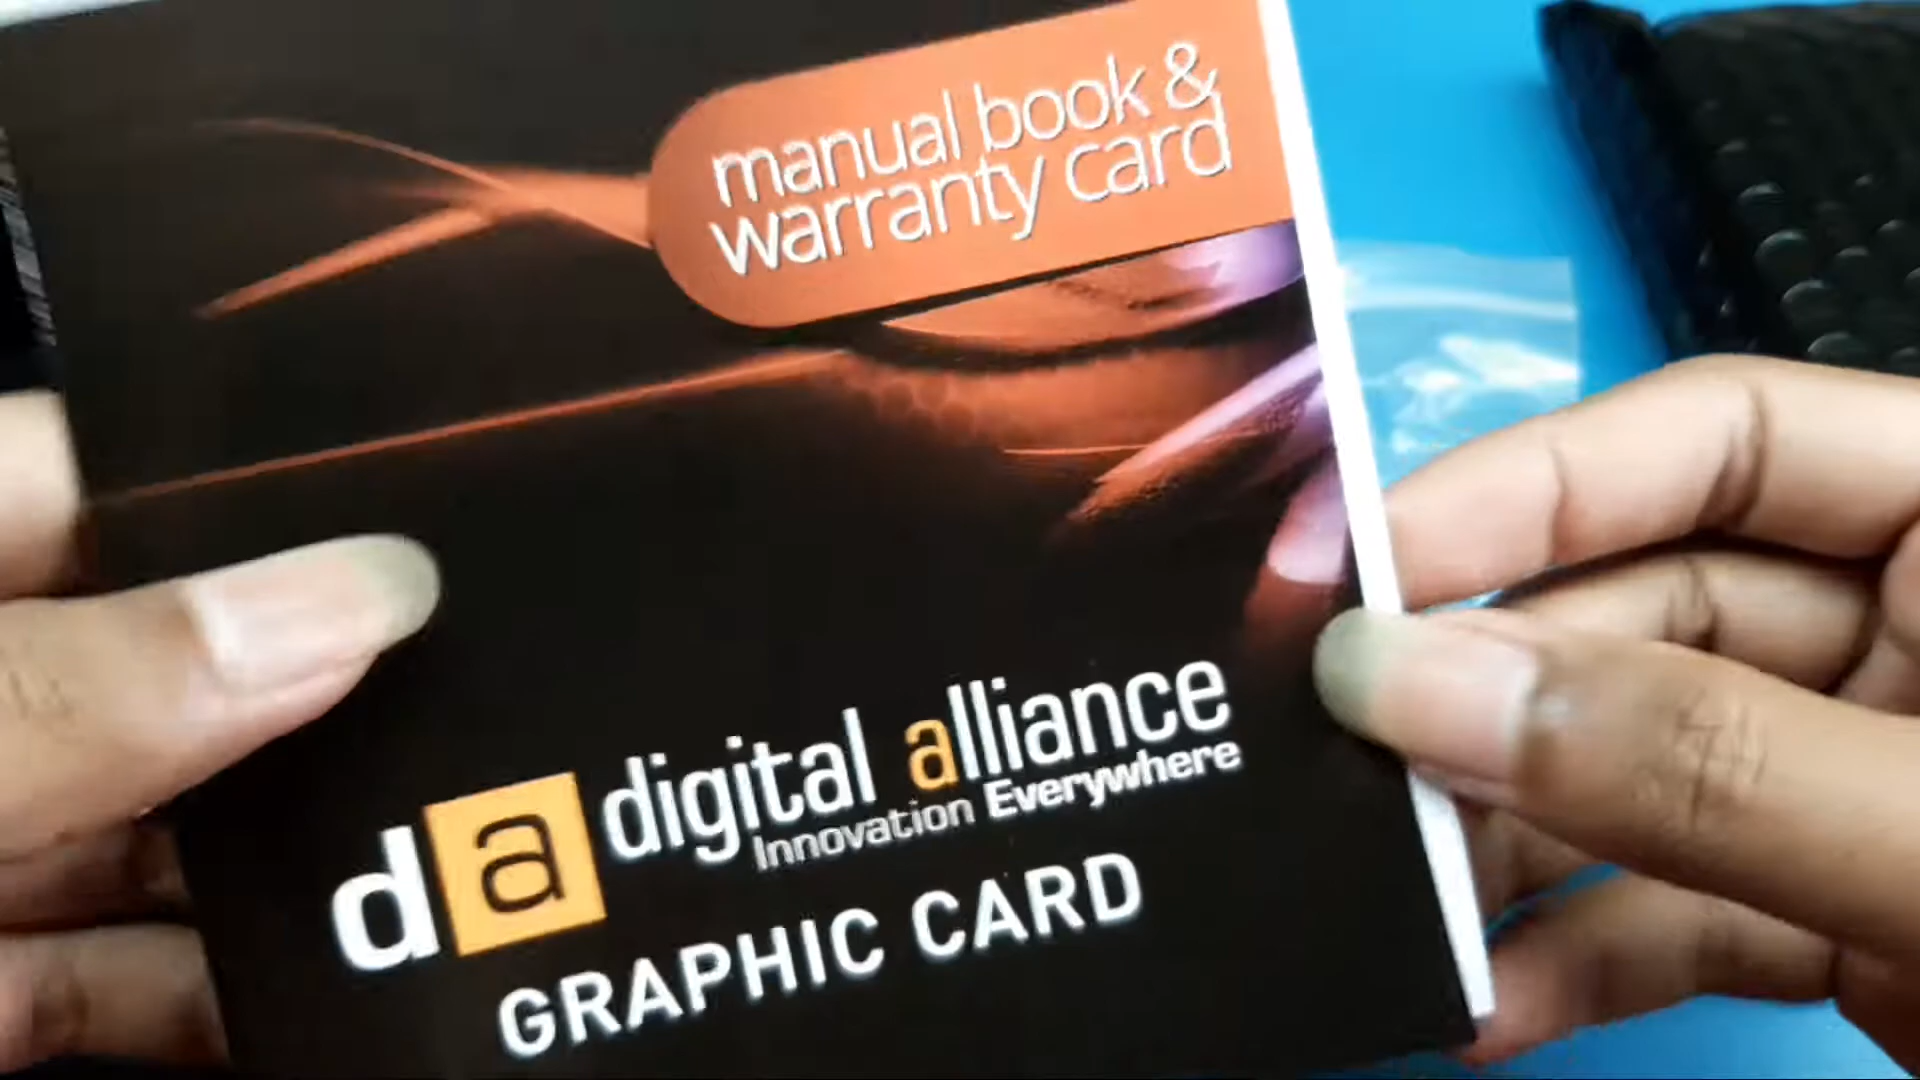 manual book &
warranty card
da digital alliance
Innovation Everywhere
GRAPHIC CARD